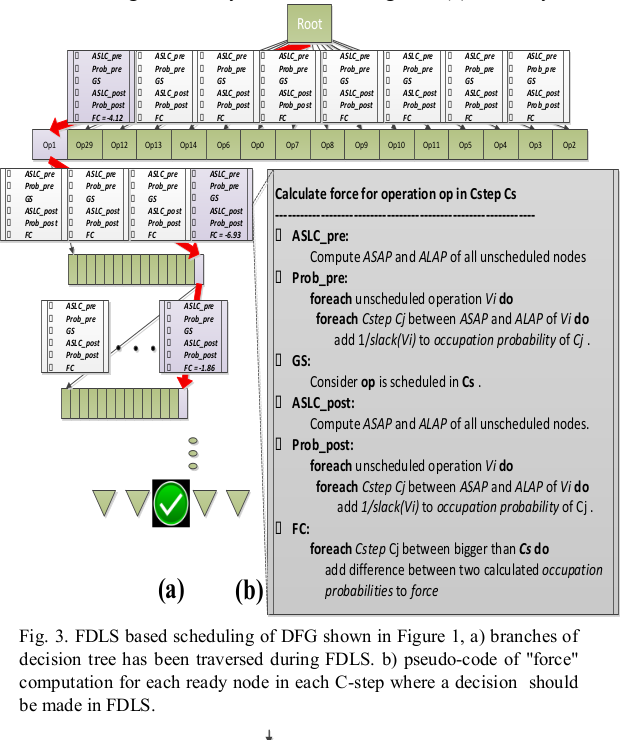 Root
ASLC_pre ASLC_pre ASLC_pre ASLC_pre ASLC_pre ASLC_pre ASLC_pre ASLC_pre
Prob_pre Prob_pre Prob_pre Prob_pre Prob_pre Prob_pre Prob_pre Prob_pre
GS GS GS GS GS GS GS GS
ASLC_post ASLC_post ASLC_post ASLC_post ASLC_post ASLC_post ASLC_post ASLC_post
Prob_post Prob_post Prob_post Prob_post Prob_post Prob_post Prob_post Prob_post
FC = -4.12 FC FC FC FC FC FC FC
Op1 Op29 Op12 Op13 Op14 Op6 Op0 Op7 Op8 Op9 Op10 Op5 Op4 Op3 Op2
ASLC_pre ASLC_pre ASLC_pre ASLC_pre
Prob_pre Prob_pre Prob_pre Prob_pre
GS GS GS GS
ASLC_post ASLC_post ASLC_post ASLC_post
Prob_post Prob_post Prob_post Prob_post
FC FC FC FC = -6.93
ASLC_pre ASLC_pre
Prob_pre Prob_pre
GS GS
ASLC_post ASLC_post
Prob_post Prob_post
FC FC = -1.86
(a)
(b)
Calculate force for operation op in Cstep Cs
------------------------------------------------------
ASLC_pre:
Compute ASAP and ALAP of all unscheduled nodes
Prob_pre:
foreach unscheduled operation Vi do
foreach Cstep Cj between ASAP and ALAP of Vi do
add 1/slack(Vi) to occupation probability of Cj .
GS:
Consider op is scheduled in Cs .
ASLC_post:
Compute ASAP and ALAP of all unscheduled nodes.
Prob_post:
foreach unscheduled operation Vi do
foreach Cstep Cj between ASAP and ALAP of Vi do
add 1/slack(Vi) to occupation probability of Cj .
FC:
foreach Cstep Cj between bigger than Cs do
add difference between two calculated occupation
probabilities to force
Fig. 3. FDLS based scheduling of DFG shown in Figure 1, a) branches of
decision tree has been traversed during FDLS. b) pseudo-code of "force"
computation for each ready node in each C-step where a decision should
be made in FDLS.